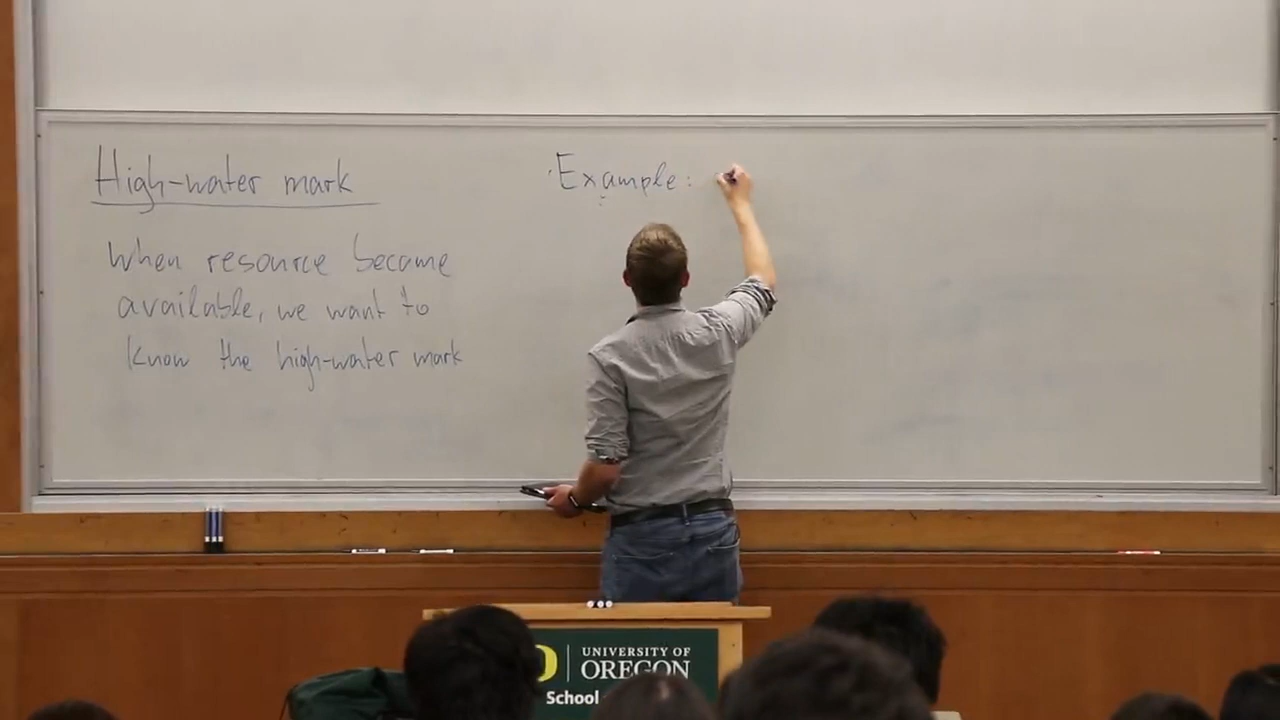 High-water mark
when resource became
available, we want to
know the high-water mark
Example:
UNIVERSITY OF
OREGON
School